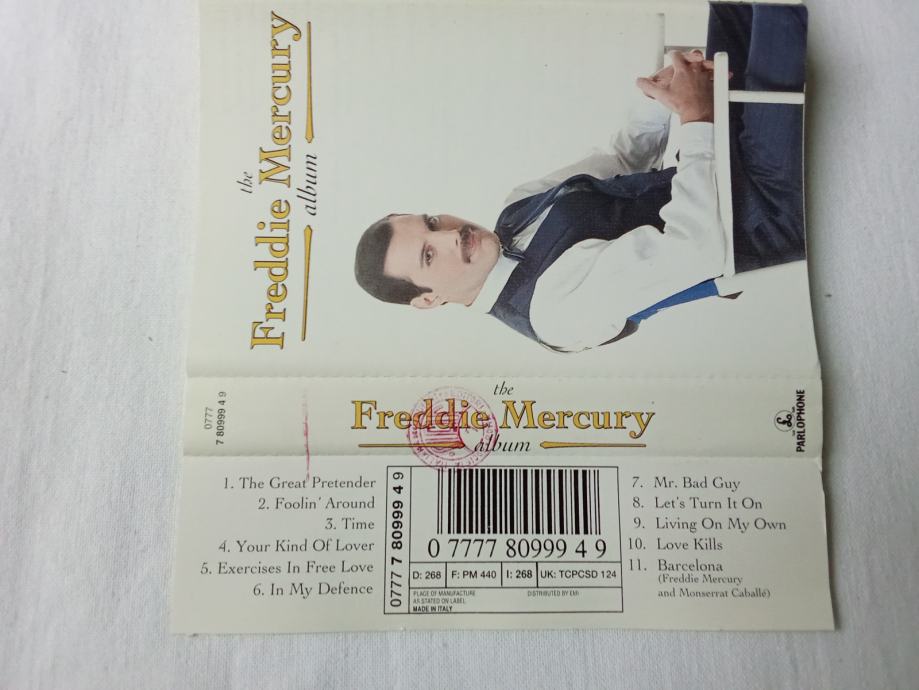 the
Freddie Mercury
album
0777
7 80999 4 9
the
Freddie Mercury
album
PARLOPHONE
1. The Great Pretender
2. Foolin' Around
3. Time
4. Your Kind Of Lover
5. Exercises In Free Love
6. In My Defence
0777 7 80999 4 9
0 7777 80999 4 9
D: 268 F: PM 440 I: 268 UK: TCPCSD 124
PLACE OF MANUFACTURE
AS STATED ON LABEL
MADE IN ITALY
DISTRIBUTED BY EMI
7. Mr. Bad Guy
8. Let's Turn It On
9. Living On My Own
10. Love Kills
11. Barcelona
(Freddie Mercury
and Monserrat Caballé)